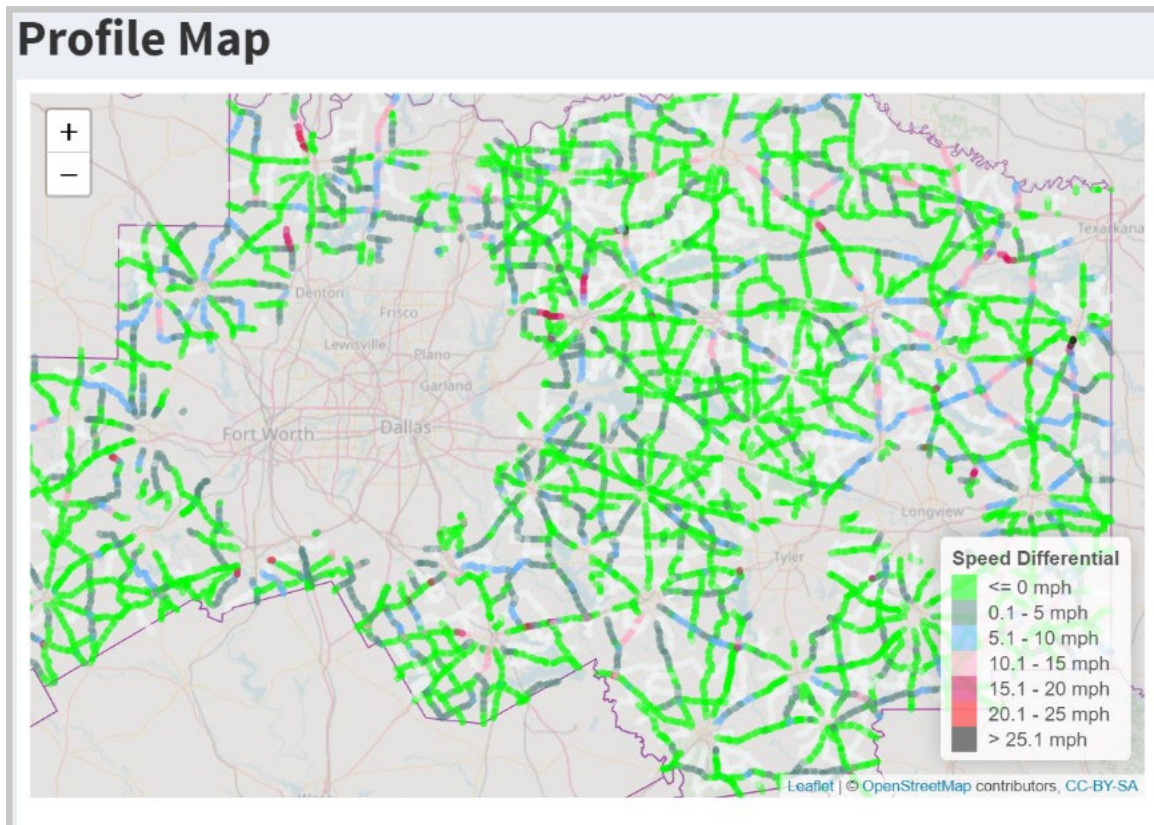 Profile Map
+
−
Texarkana
Denton
Frisco
Lewisville
Plano
Garland
Fort Worth
Dallas
Longview
Tyler
Speed Differential
<= 0 mph
0.1 - 5 mph
5.1 - 10 mph
10.1 - 15 mph
15.1 - 20 mph
20.1 - 25 mph
> 25.1 mph
Leaflet | © OpenStreetMap contributors, CC-BY-SA